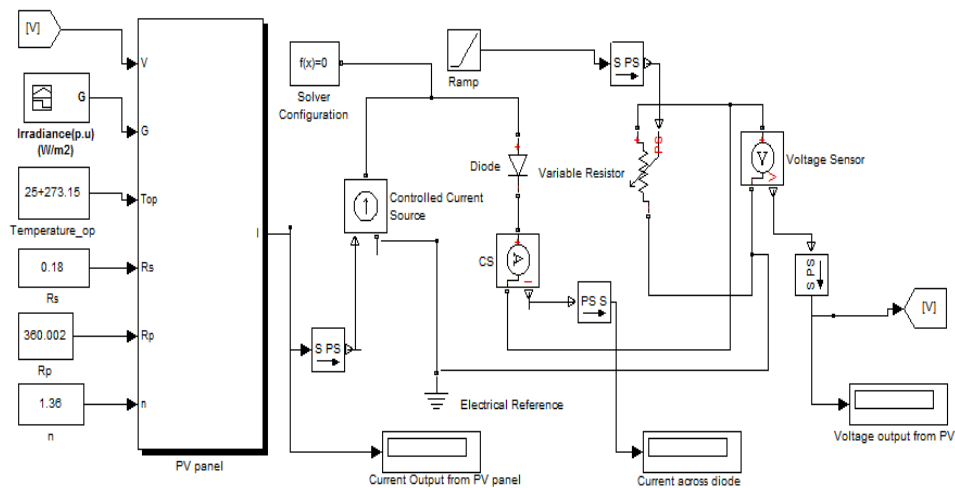 [V]
V
G
Irradiance(p.u)
(W/m2)
G
25+273.15
Top
Temperature_op
0.18
Rs
Rs
360.002
Rp
Rp
1.36
n
n
I
PV panel
f(x)=0
Solver
Configuration
Ramp
S PS
Controlled Current
Source
S PS
Diode
+
CS
+
A
I
PS S
Variable Resistor
+
PS
+
V
V
Voltage Sensor
S PS
[V]
Electrical Reference
Current Output from PV panel
Current across diode
Voltage output from PV